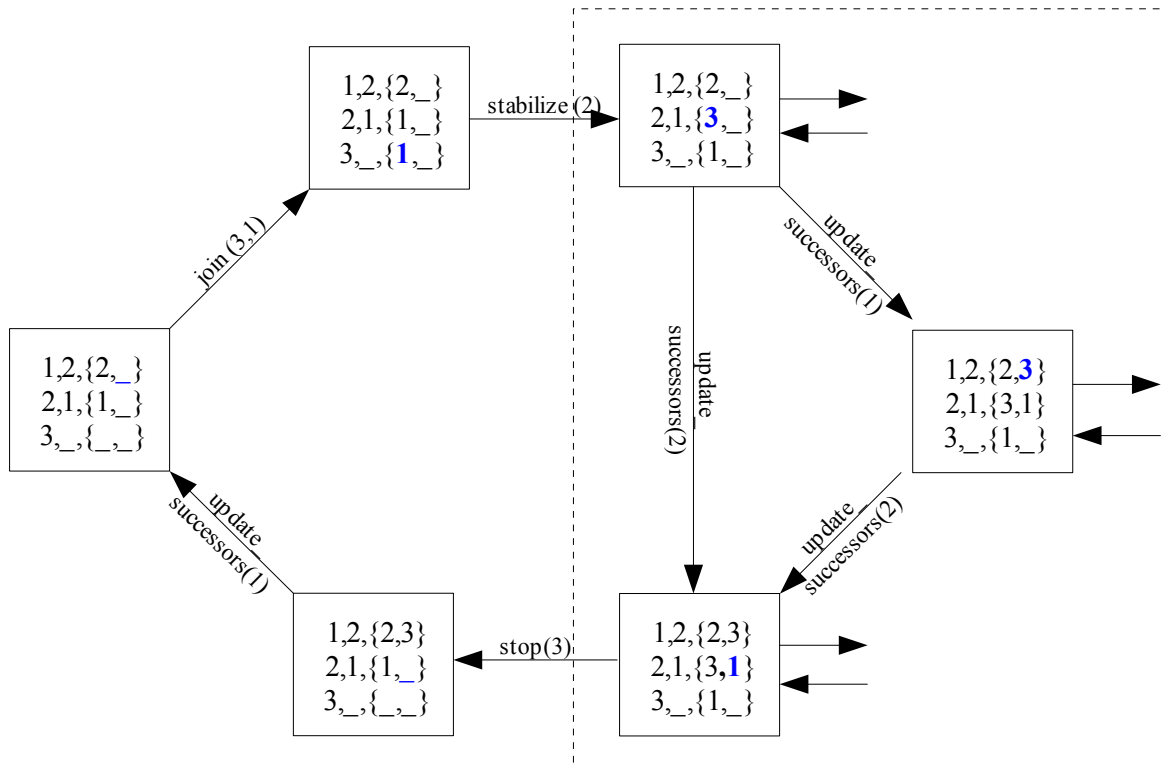 1,2,{2,_}
2,1,{1,_}
3,_,{1,_}
stabilize (2)
1,2,{2,_}
2,1,{3,_}
3,_,{1,_}
join (3,1)
update_
successors(1)
1,2,{2,_}
2,1,{1,_}
3,_,{_,_}
update_
successors(2)
1,2,{2,3}
2,1,{3,1}
3,_,{1,_}
update_
successors(1)
update_
successors(2)
1,2,{2,3}
2,1,{1,_}
3,_,{_,_}
stop(3)
1,2,{2,3}
2,1,{3,1}
3,_,{1,_}